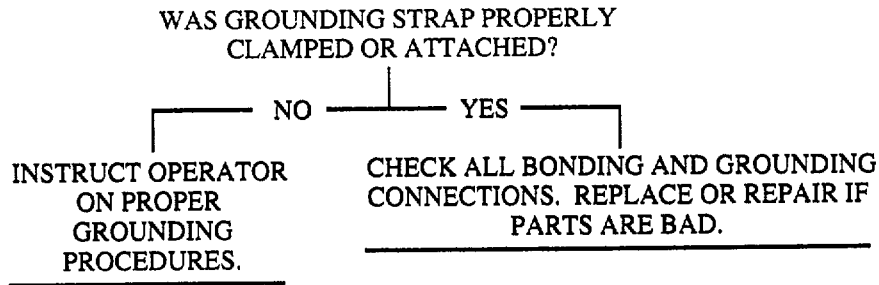 WAS GROUNDING STRAP PROPERLY
CLAMPED OR ATTACHED?
NO
YES
INSTRUCT OPERATOR
ON PROPER
GROUNDING
PROCEDURES.
CHECK ALL BONDING AND GROUNDING
CONNECTIONS. REPLACE OR REPAIR IF
PARTS ARE BAD.